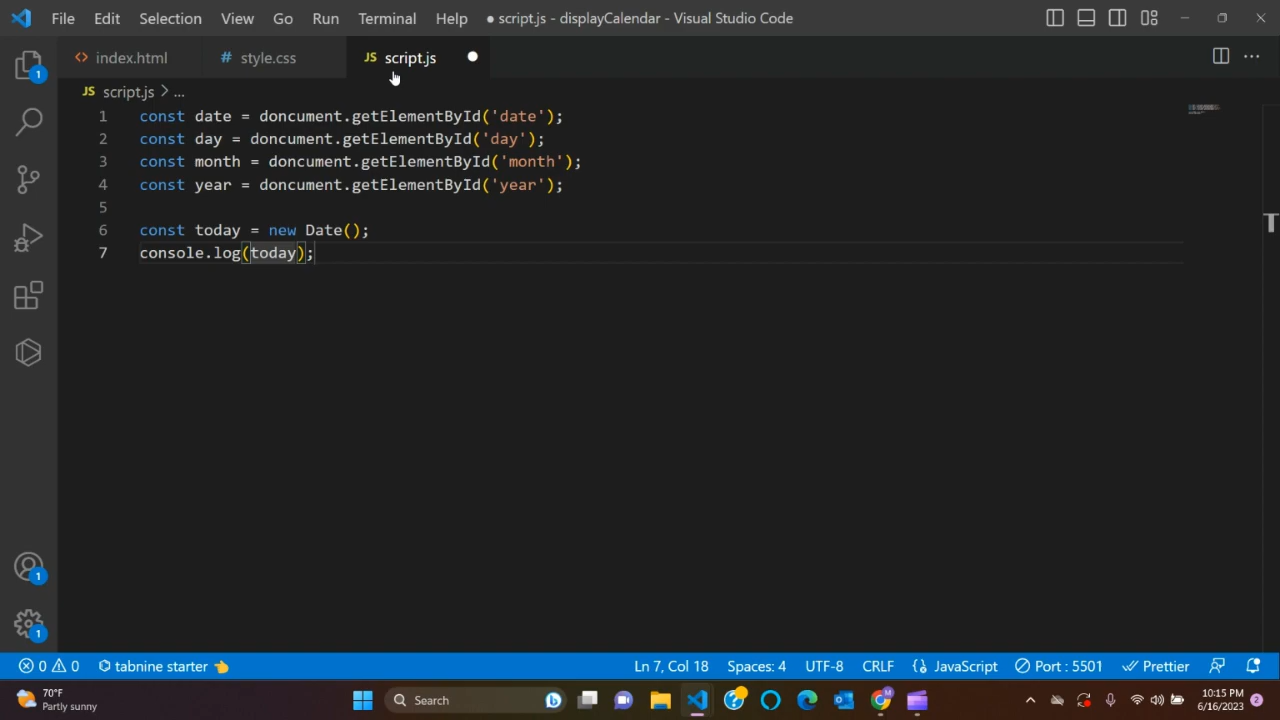 File Edit Selection View Go Run Terminal Help ● script.js - displayCalendar - Visual Studio Code
<> index.html # style.css JS script.js
JS script.js > ...
1 const date = doncument.getElementById('date');
2 const day = doncument.getElementById('day');
3 const month = doncument.getElementById('month');
4 const year = doncument.getElementById('year');
5
6 const today = new Date();
7 console.log(today);
1
1
1
0 0 tabnine starter 👈 Ln 7, Col 18 Spaces: 4 UTF-8 CRLF {} JavaScript Port : 5501 Prettier
70°F
Partly sunny
Search
10:15 PM
6/16/2023
2